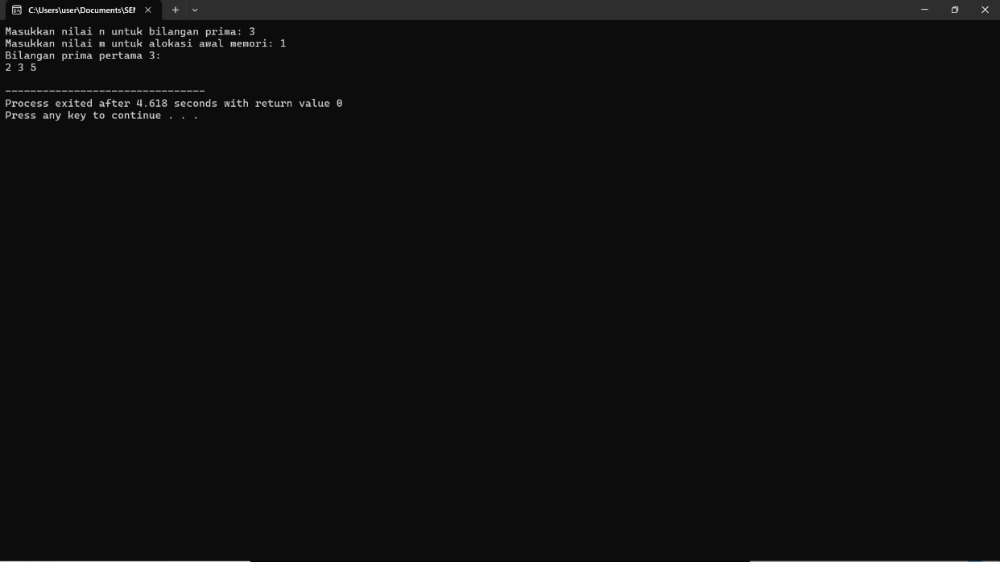 C:\Users\user\Documents\SE
Masukkan nilai n untuk bilangan prima: 3
Masukkan nilai m untuk alokasi awal memori: 1
Bilangan prima pertama 3:
2 3 5
--------------------------------
Process exited after 4.618 seconds with return value 0
Press any key to continue . . .